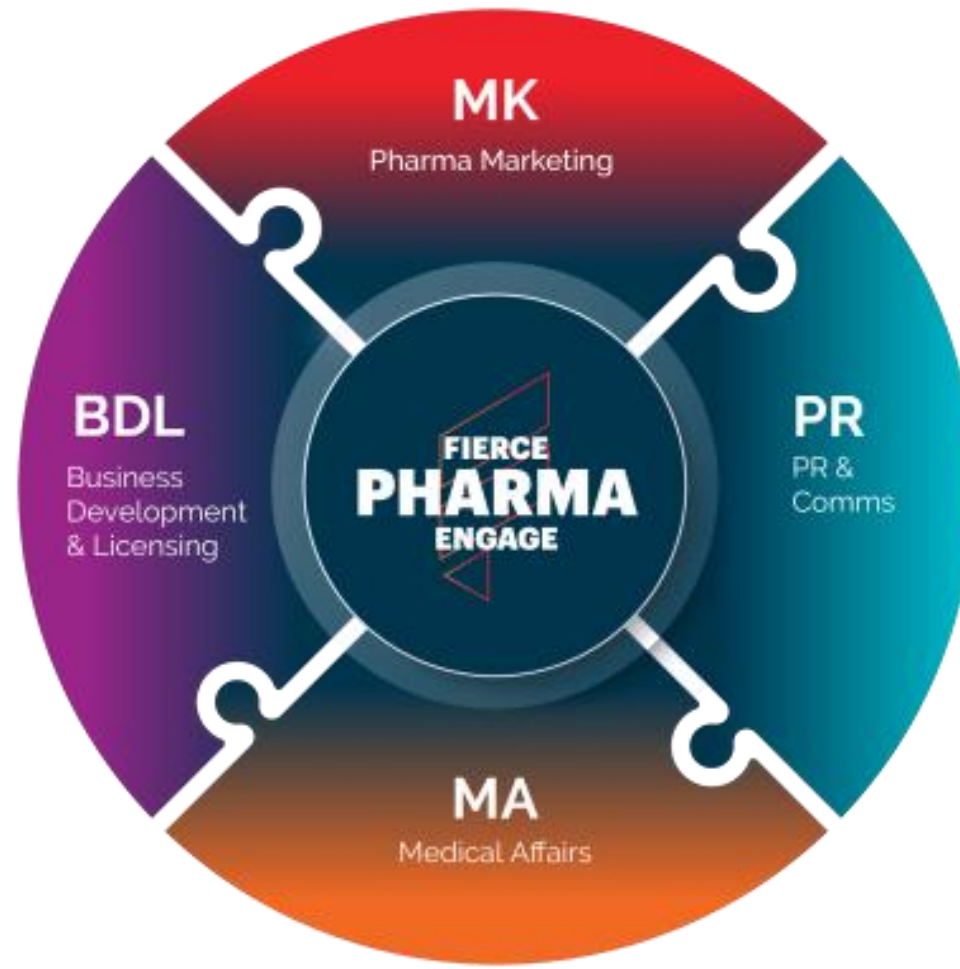 MK
Pharma Marketing
BDL
Business
Development
& Licensing
FIERCE
PHARMA
ENGAGE
PR
PR &
Comms
MA
Medical Affairs